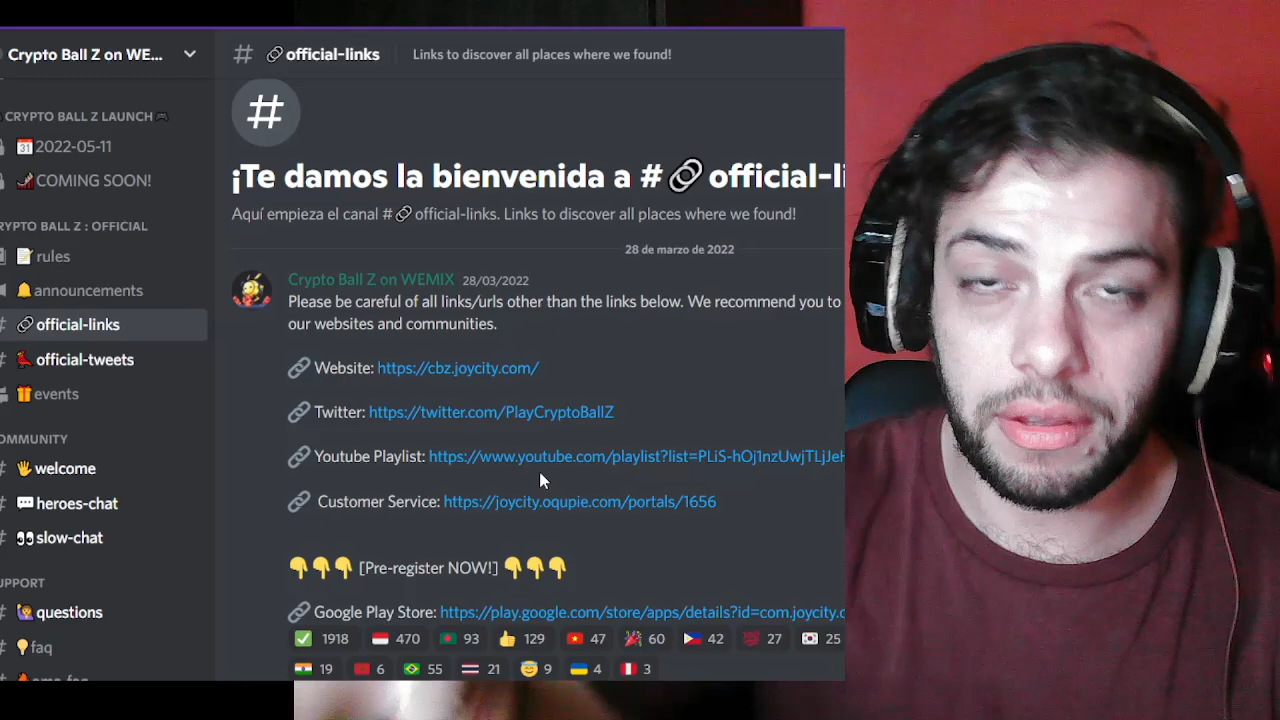 Crypto Ball Z on WE...
official-links
Links to discover all places where we found!
CRYPTO BALL Z LAUNCH
31 2022-05-11
COMING SOON!
CRYPTO BALL Z : OFFICIAL
rules
announcements
official-links
official-tweets
events
OMMUNITY
welcome
heroes-chat
slow-chat
UPPORT
questions
faq
#
¡Te damos la bienvenida a # official-li
Aquí empieza el canal # official-links. Links to discover all places where we found!
28 de marzo de 2022
Crypto Ball Z on WEMIX 28/03/2022
Please be careful of all links/urls other than the links below. We recommend you to
our websites and communities.
Website: https://cbz.joycity.com/
Twitter: https://twitter.com/PlayCryptoBallZ
Youtube Playlist: https://www.youtube.com/playlist?list=PLiS-hOj1nzUwjTLjJeH
Customer Service: https://joycity.oqupie.com/portals/1656
[Pre-register NOW!]
Google Play Store: https://play.google.com/store/apps/details?id=com.joycity.c
1918 470 93 129 47 60 42 27 25
19 6 55 21 9 4 3